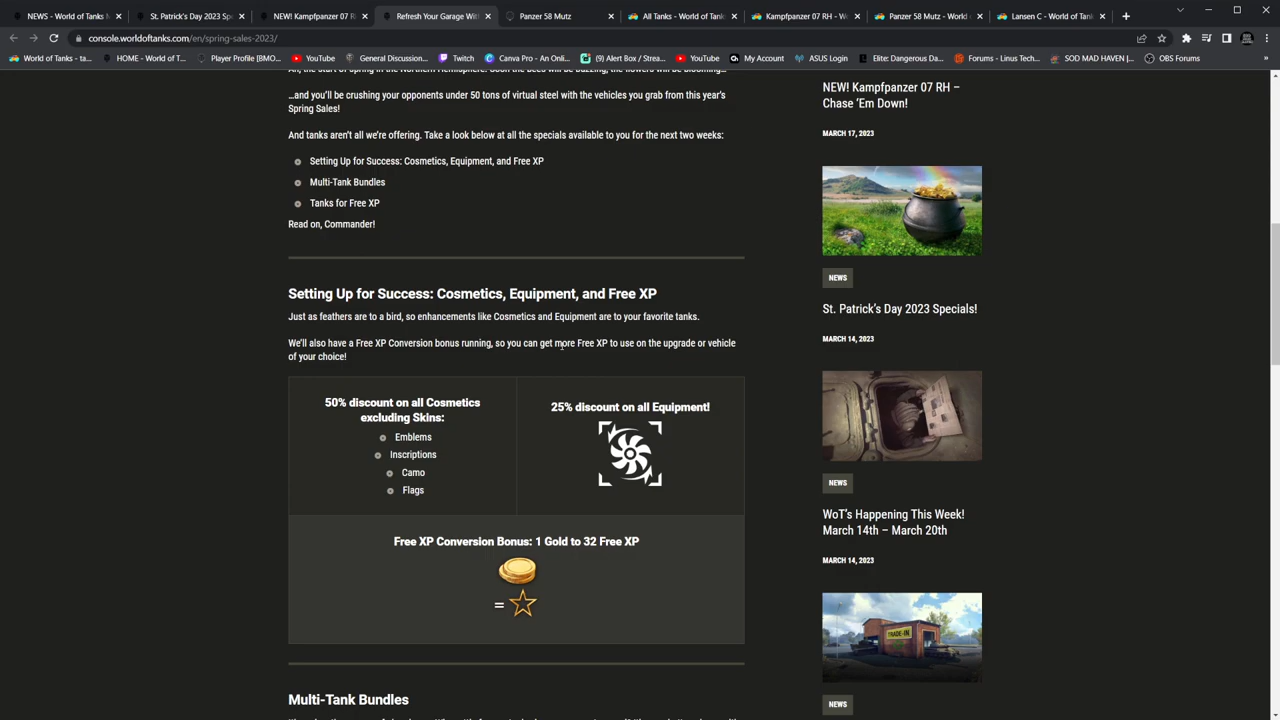 NEWS - World of Tanks M
St. Patrick's Day 2023 Spe
NEW! Kampfpanzer 07 R
Refresh Your Garage With
Panzer 58 Mutz
All Tanks - World of Tank
Kampfpanzer 07 RH - Wo
Panzer 58 Mutz - World o
Lansen C - World of Tank
console.worldoftanks.com/en/spring-sales-2023/
World of Tanks - ta...
HOME - World of T...
Player Profile [BMO...
YouTube
General Discussion...
Twitch
Canva Pro - An Onli...
(9) Alert Box / Strea...
YouTube
My Account
ASUS Login
Elite: Dangerous Da...
Forums - Linus Tech...
SOD MAD HAVEN |...
OBS Forums
…and you'll be crushing your opponents under 50 tons of virtual steel with the vehicles you grab from this year's
Spring Sales!
And tanks aren't all we're offering. Take a look below at all the specials available to you for the next two weeks:
Setting Up for Success: Cosmetics, Equipment, and Free XP
Multi-Tank Bundles
Tanks for Free XP
Read on, Commander!
Setting Up for Success: Cosmetics, Equipment, and Free XP
Just as feathers are to a bird, so enhancements like Cosmetics and Equipment are to your favorite tanks.
We'll also have a Free XP Conversion bonus running, so you can get more Free XP to use on the upgrade or vehicle
of your choice!
50% discount on all Cosmetics
excluding Skins:
Emblems
Inscriptions
Camo
Flags
25% discount on all Equipment!
Free XP Conversion Bonus: 1 Gold to 32 Free XP
=
Multi-Tank Bundles
NEW! Kampfpanzer 07 RH –
Chase 'Em Down!
MARCH 17, 2023
NEWS
St. Patrick's Day 2023 Specials!
MARCH 14, 2023
NEWS
WoT's Happening This Week!
March 14th – March 20th
MARCH 14, 2023
TRADE-IN
NEWS